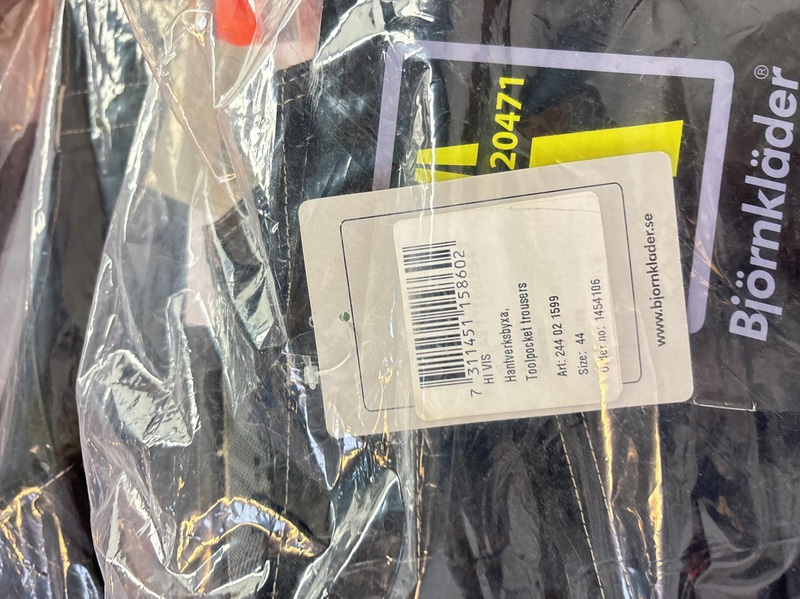 Björnkläder®
20471
www.bjornklader.se
7 311451 158602
HI VIS
Hantverksbyxa,
Toolpocket trousers
Art: 244 02 1599
Size: 44
Order no: 1454106